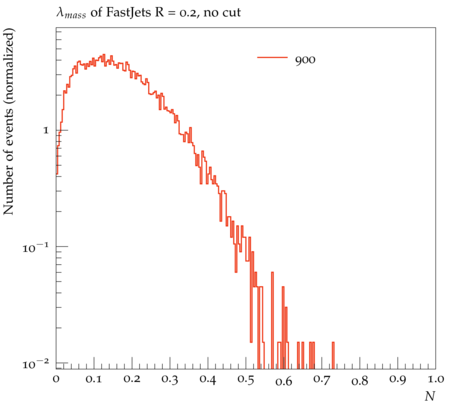 λmass of FastJets R = 0.2, no cut
Number of events (normalized)
900
1
10−1
10−2
0 0.1 0.2 0.3 0.4 0.5 0.6 0.7 0.8 0.9 1.0
N